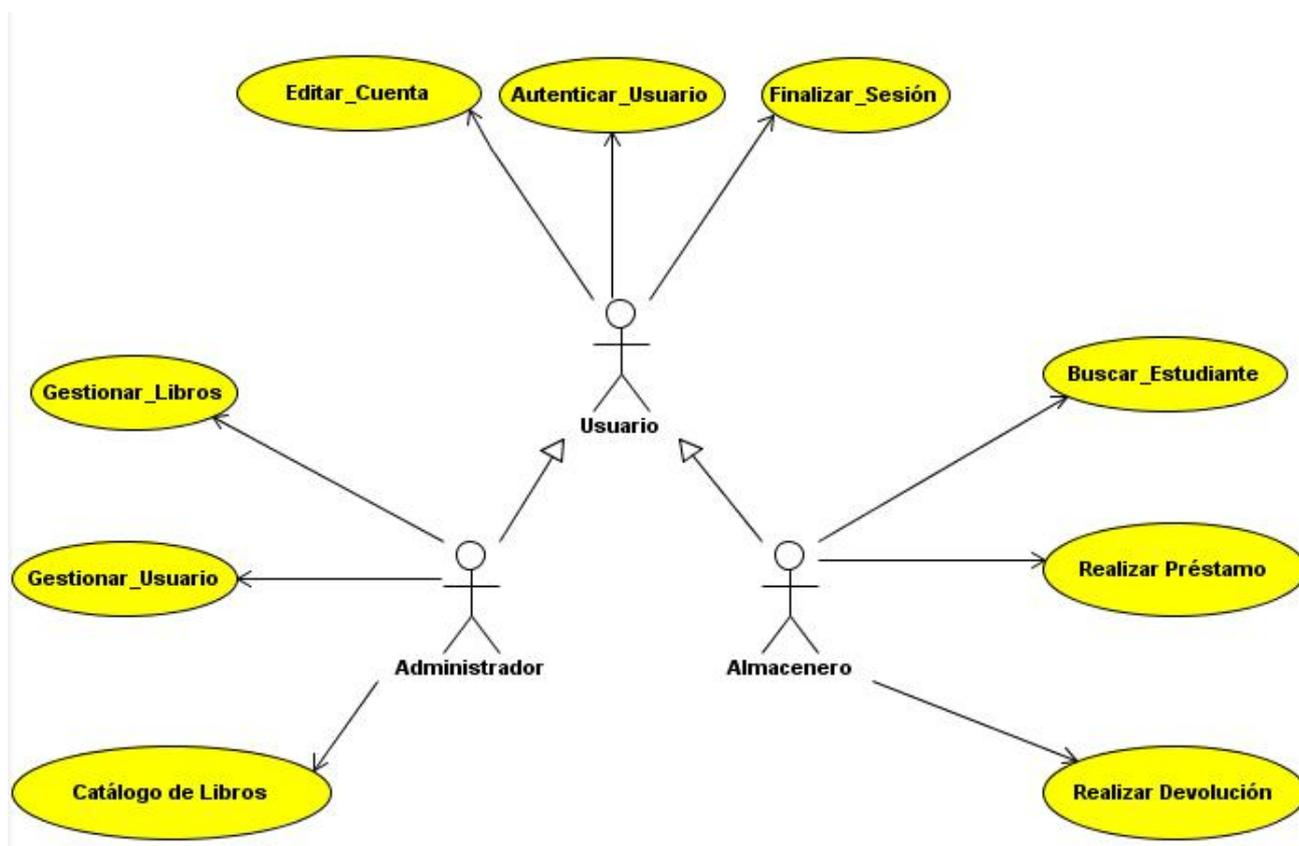 Editar_Cuenta
Autenticar_Usuario
Finalizar_Sesión
Gestionar_Libros
Buscar_Estudiante
Usuario
Gestionar_Usuario
Realizar Préstamo
Administrador
Almacenero
Catálogo de Libros
Realizar Devolución